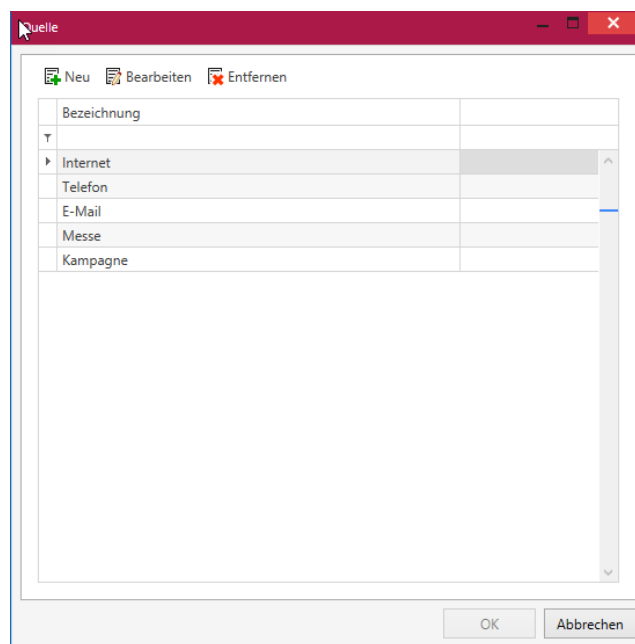 Quelle
Neu Bearbeiten Entfernen
Bezeichnung
Internet
Telefon
E-Mail
Messe
Kampagne
OK Abbrechen